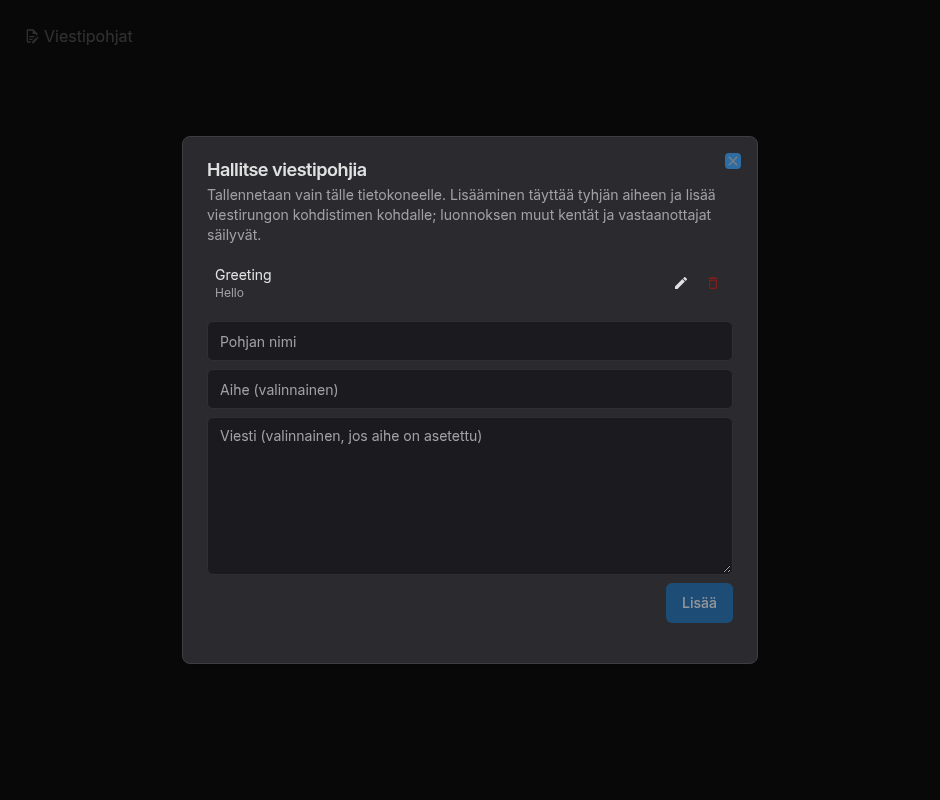 Viestipohjat
Hallitse viestipohjia
Tallennetaan vain tälle tietokoneelle. Lisääminen täyttää tyhjän aiheen ja lisää
viestirungon kohdistimen kohdalle; luonnoksen muut kentät ja vastaanottajat
säilyvät.
Greeting
Hello
Pohjan nimi
Aihe (valinnainen)
Viesti (valinnainen, jos aihe on asetettu)
Lisää